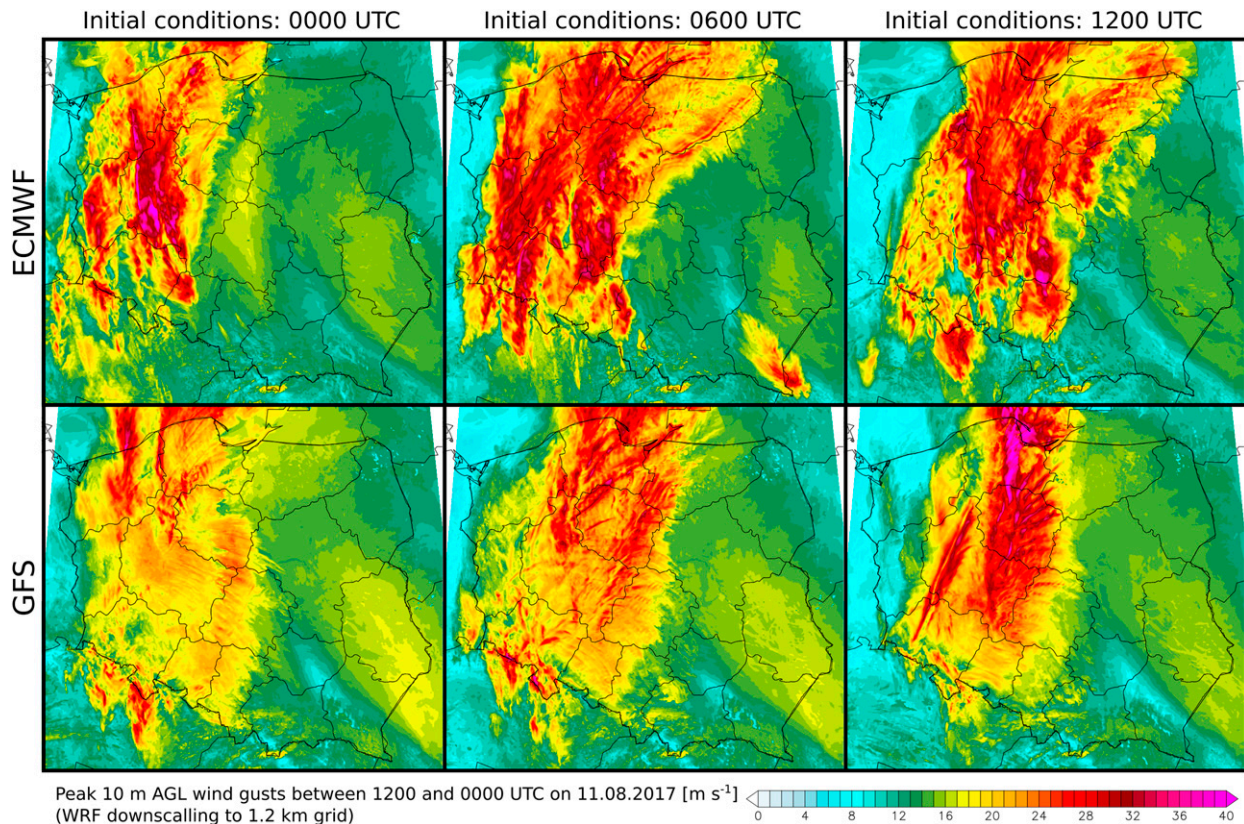 Initial conditions: 0000 UTC
Initial conditions: 0600 UTC
Initial conditions: 1200 UTC
ECMWF
GFS
Peak 10 m AGL wind gusts between 1200 and 0000 UTC on 11.08.2017 [m s⁻¹]
(WRF downscalling to 1.2 km grid)
0 4 8 12 16 20 24 28 32 36 40